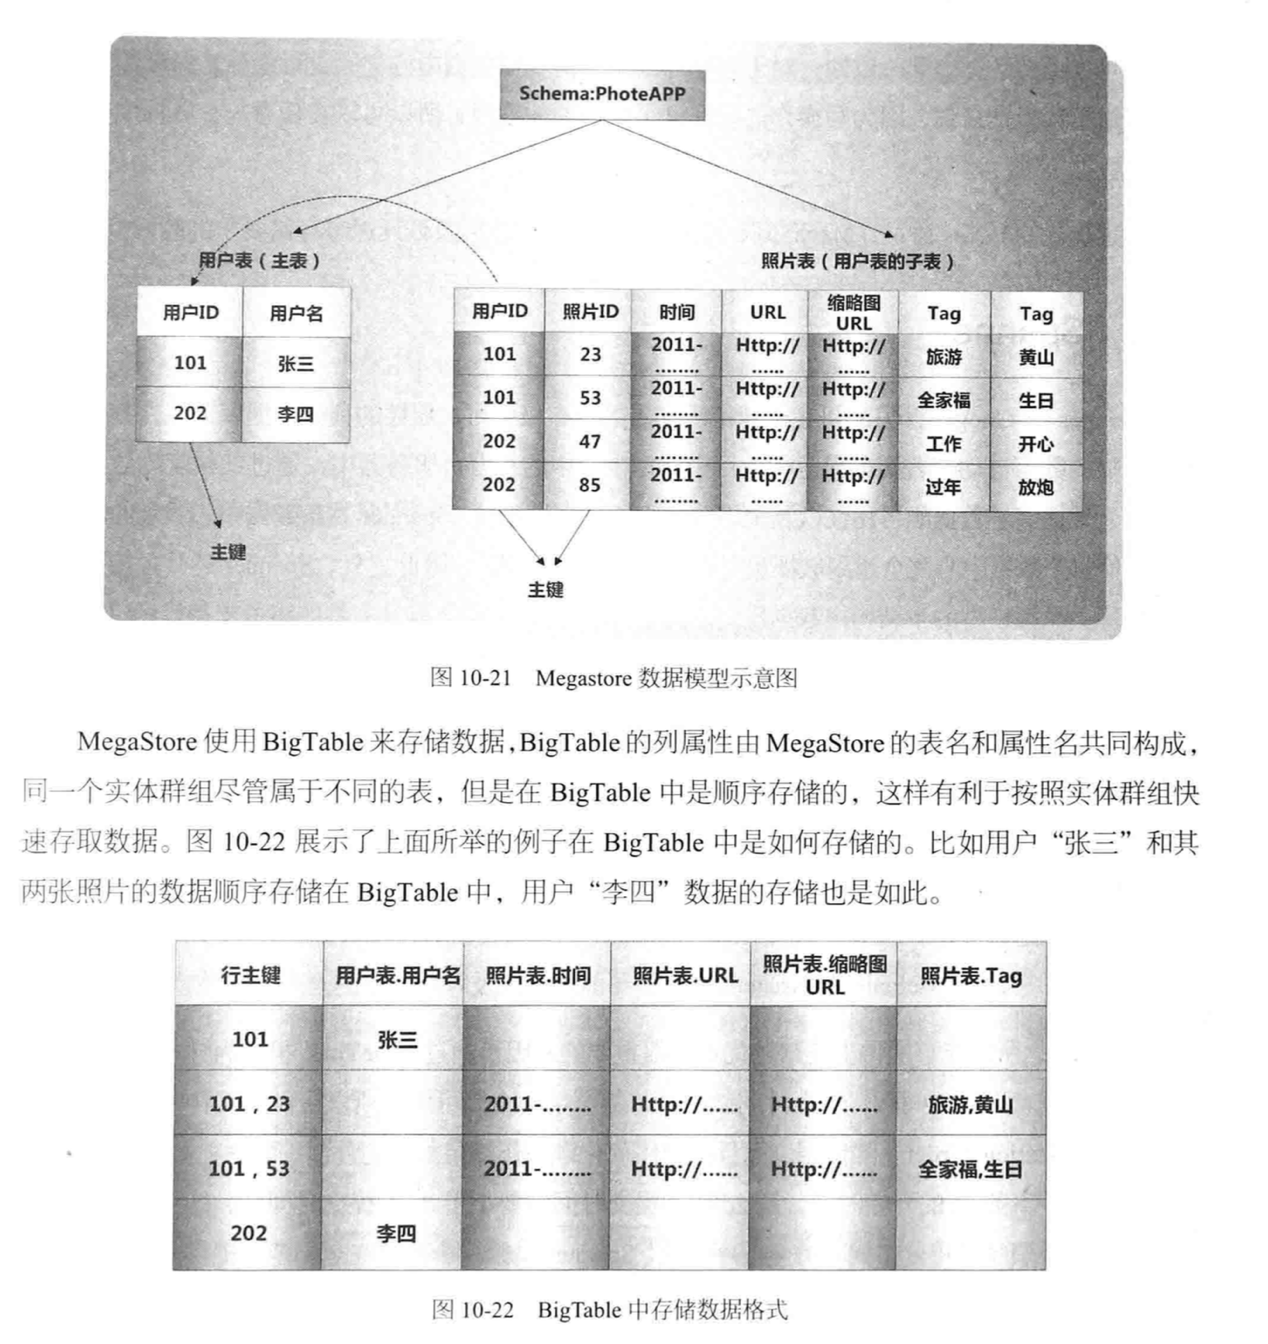 Schema:PhoteAPP
用户表（主表）
用户ID 用户名
101 张三
202 李四
主键
照片表（用户表的子表）
用户ID 照片ID 时间 URL 缩略图URL Tag Tag
101 23 2011-........ Http://...... Http://...... 旅游 黄山
101 53 2011-........ Http://...... Http://...... 全家福 生日
202 47 2011-........ Http://...... Http://...... 工作 开心
202 85 2011-........ Http://...... Http://...... 过年 放炮
主键
图 10-21 Megastore 数据模型示意图
MegaStore 使用 BigTable 来存储数据，BigTable 的列属性由 MegaStore 的表名和属性名共同构成，
同一个实体群组尽管属于不同的表，但是在 BigTable 中是顺序存储的，这样有利于按照实体群组快
速存取数据。图 10-22 展示了上面所举的例子在 BigTable 中是如何存储的。比如用户“张三”和其
两张照片的数据顺序存储在 BigTable 中，用户“李四”数据的存储也是如此。
行主键 用户表.用户名 照片表.时间 照片表.URL 照片表.缩略图URL 照片表.Tag
101 张三
101，23 2011-........ Http://...... Http://...... 旅游,黄山
101，53 2011-........ Http://...... Http://...... 全家福,生日
202 李四
图 10-22 BigTable 中存储数据格式